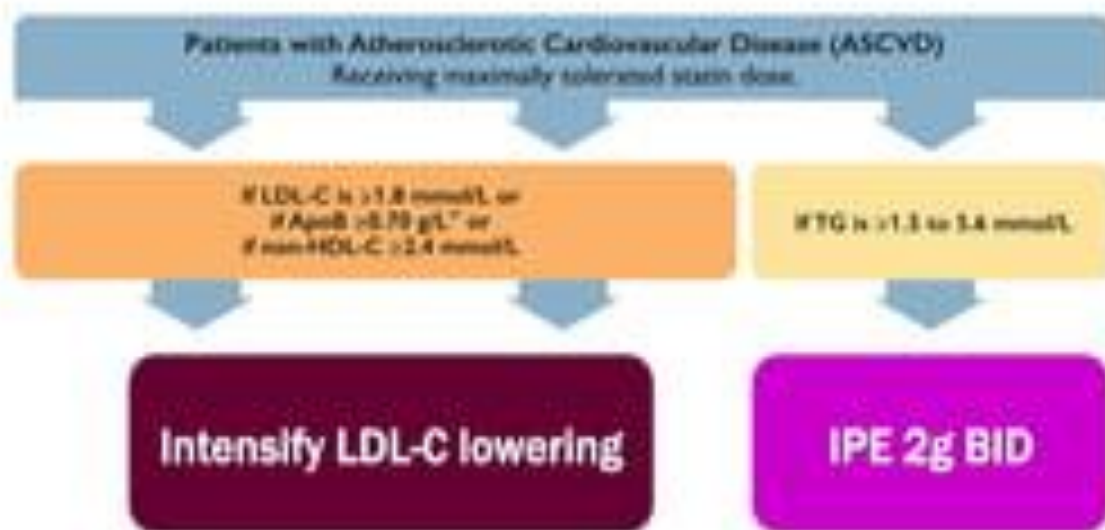 Patients with Atherosclerotic Cardiovascular Disease (ASCVD)
Receiving maximally tolerated statin dose.
If LDL-C is >1.8 mmol/L or
if ApoB >0.70 g/L* or
if non-HDL-C >2.4 mmol/L
If TG is >1.5 to 5.6 mmol/L
Intensify LDL-C lowering
IPE 2g BID